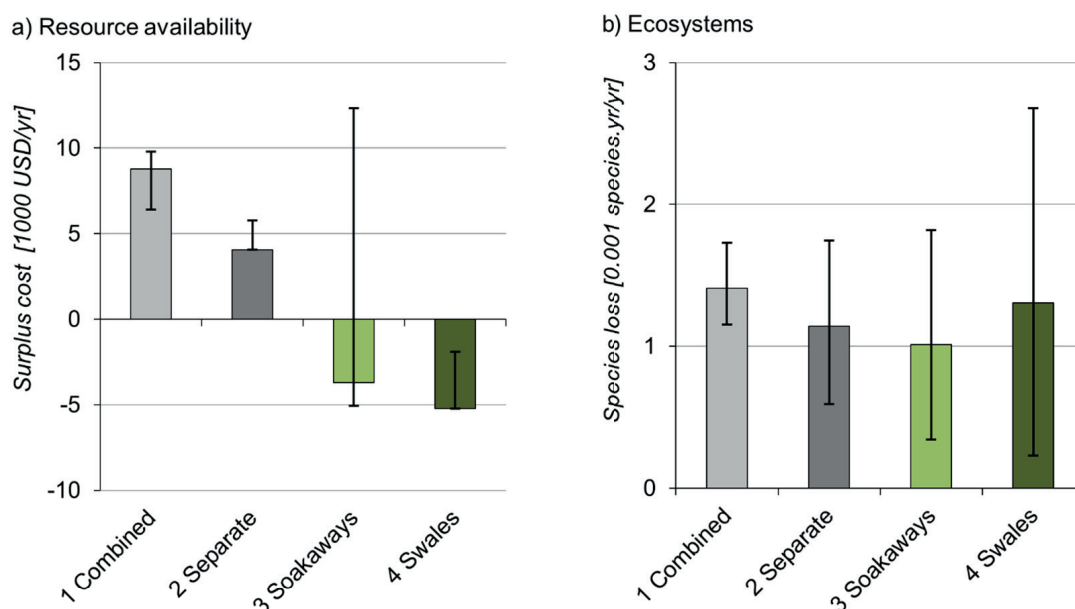 a) Resource availability
Surplus cost [1000 USD/yr]
15
10
5
0
-5
-10
1 Combined
2 Separate
3 Soakaways
4 Swales
b) Ecosystems
Species loss [0.001 species.yr/yr]
3
2
1
0
1 Combined
2 Separate
3 Soakaways
4 Swales